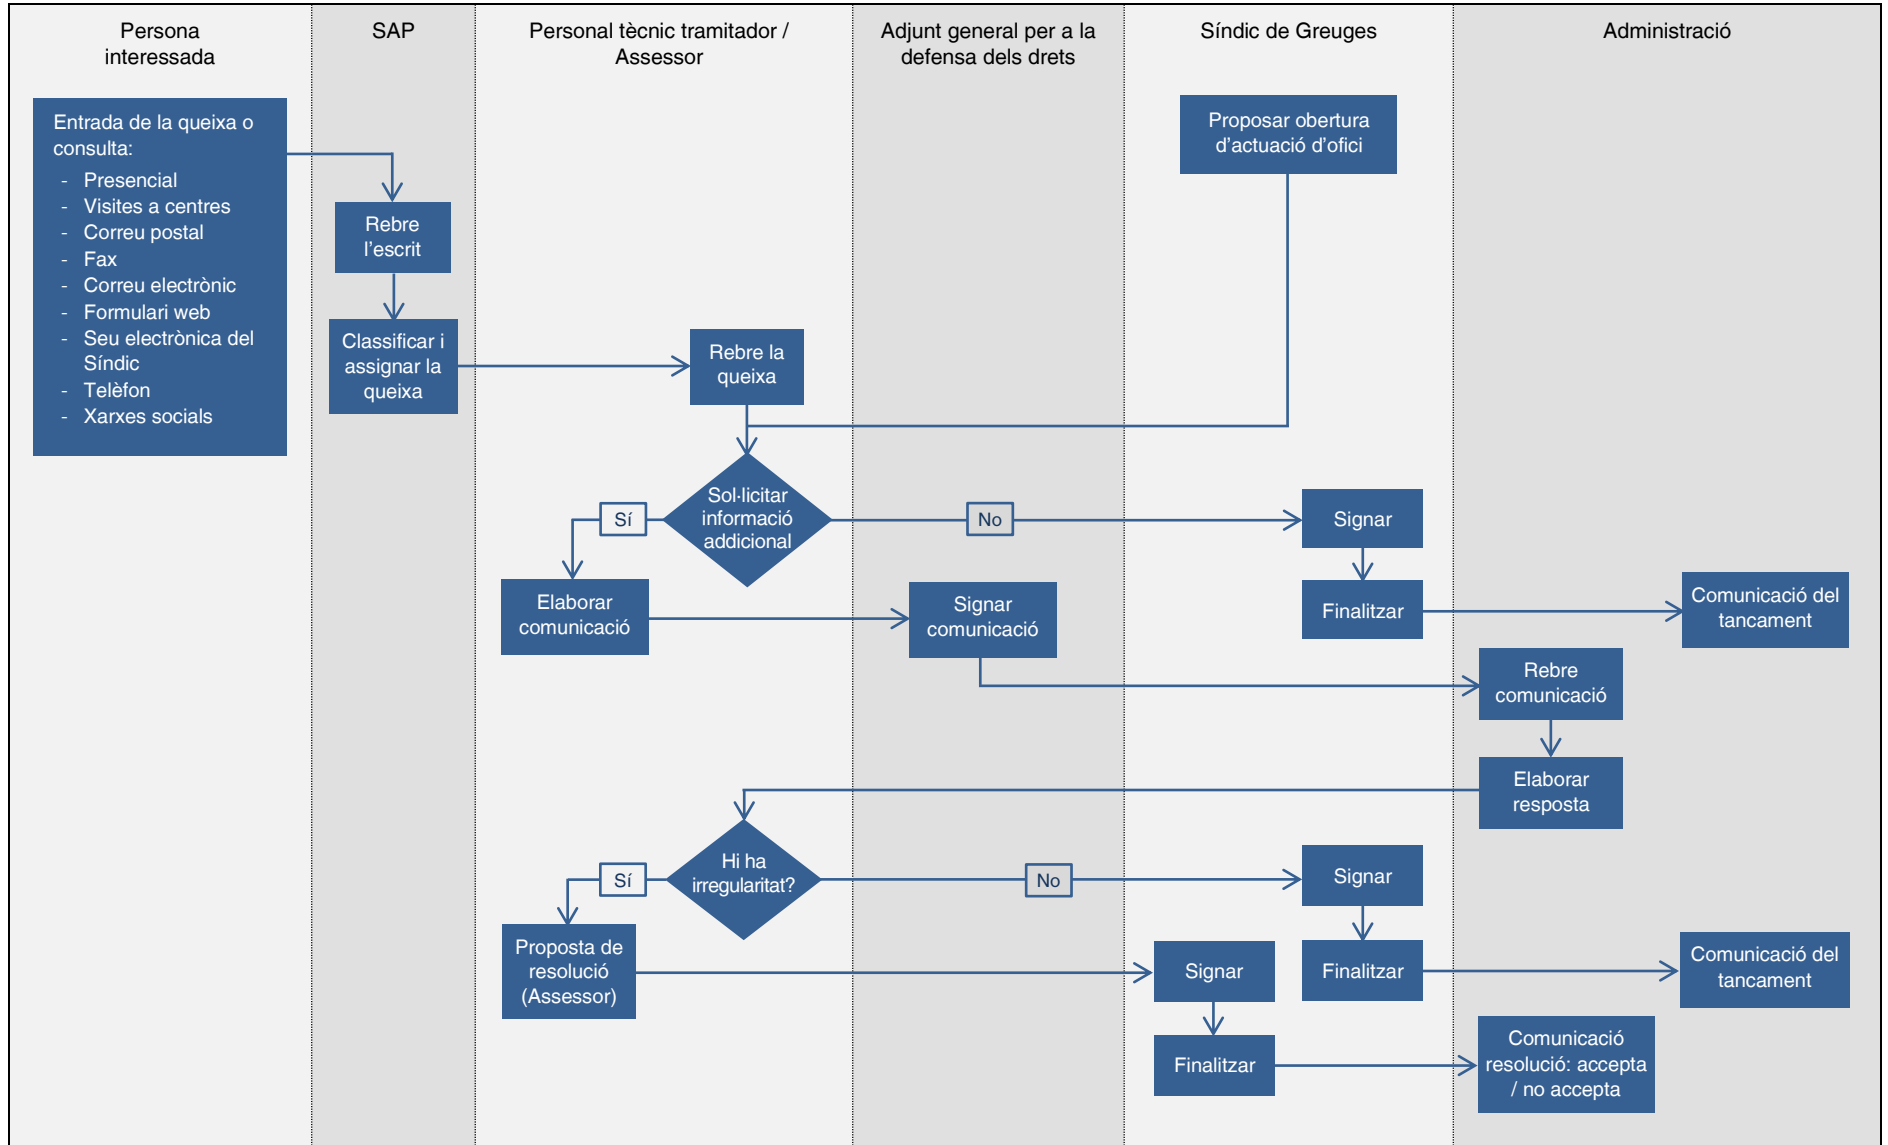 Persona
interessada
SAP
Personal tècnic tramitador /
Assessor
Adjunt general per a la
defensa dels drets
Síndic de Greuges
Administració
Entrada de la queixa o
consulta:
- Presencial
- Visites a centres
- Correu postal
- Fax
- Correu electrònic
- Formulari web
- Seu electrònica del
Síndic
- Telèfon
- Xarxes socials
Rebre
l’escrit
Classificar i
assignar la
queixa
Rebre la
queixa
Proposar obertura
d’actuació d’ofici
Sol·licitar
informació
addicional
Sí
No
Signar
Elaborar
comunicació
Signar
comunicació
Finalitzar
Comunicació del
tancament
Rebre
comunicació
Elaborar
resposta
Hi ha
irregularitat?
Sí
No
Signar
Proposta de
resolució
(Assessor)
Signar
Finalitzar
Comunicació del
tancament
Finalitzar
Comunicació
resolució: accepta
/ no accepta